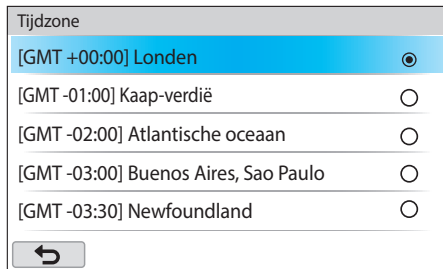 Tijdzone
[GMT +00:00] Londen
[GMT -01:00] Kaap-verdië
[GMT -02:00] Atlantische oceaan
[GMT -03:00] Buenos Aires, Sao Paulo
[GMT -03:30] Newfoundland